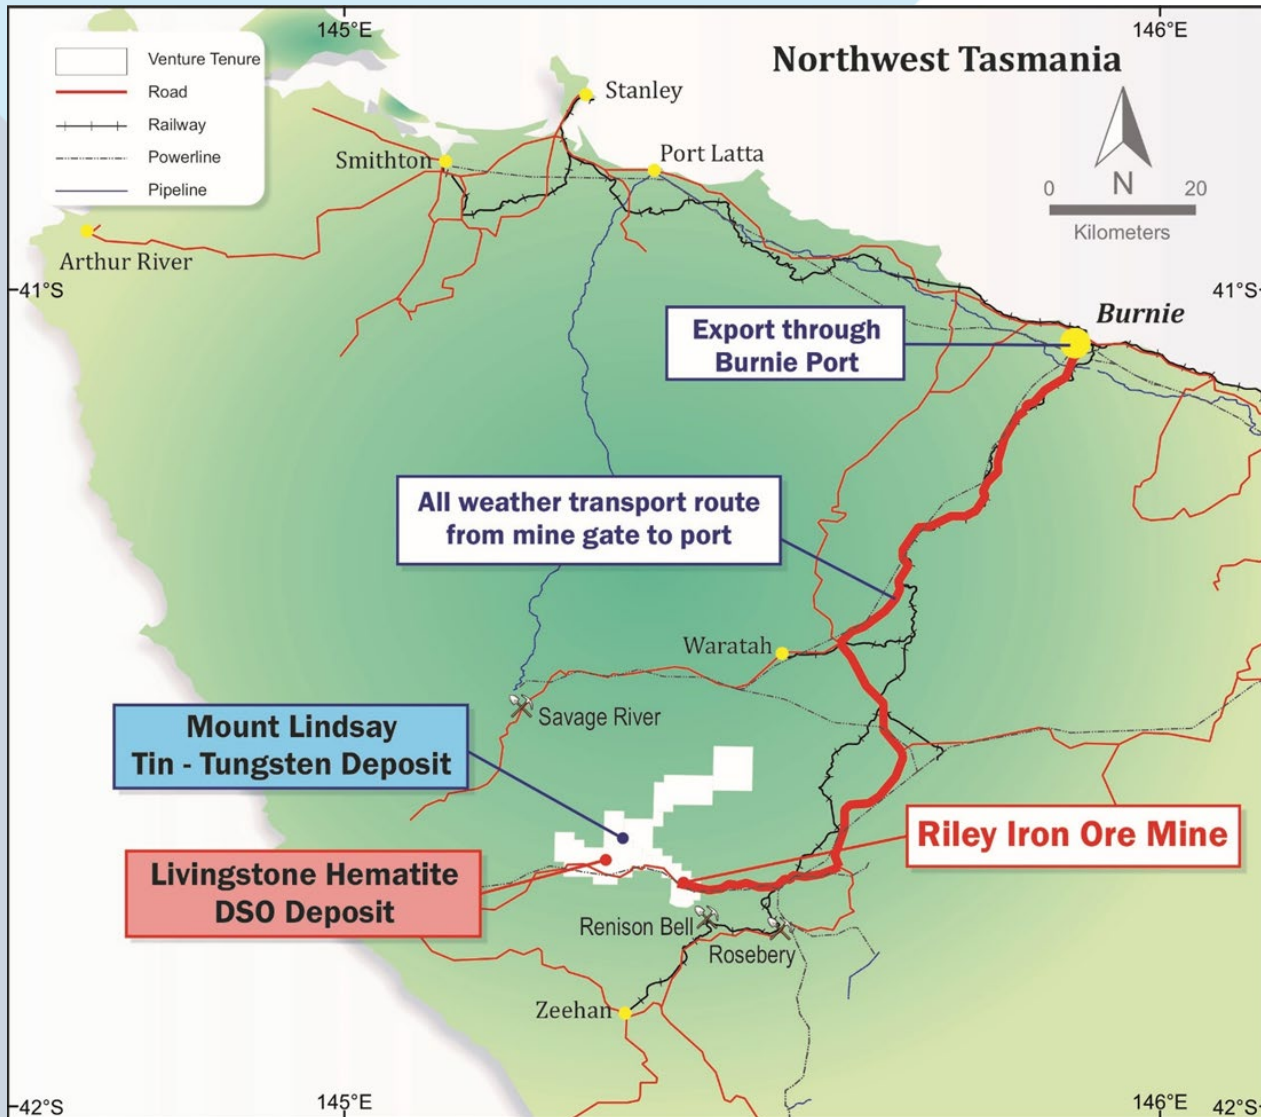 145°E
146°E
Venture Tenure
Road
Railway
Powerline
Pipeline
Northwest Tasmania
N
0
20
Kilometers
Stanley
Smithton
Port Latta
Arthur River
41°S
41°S
Burnie
Export through
Burnie Port
All weather transport route
from mine gate to port
Waratah
Savage River
Mount Lindsay
Tin - Tungsten Deposit
Riley Iron Ore Mine
Livingstone Hematite
DSO Deposit
Renison Bell
Rosebery
Zeehan
42°S
145°E
146°E
42°S